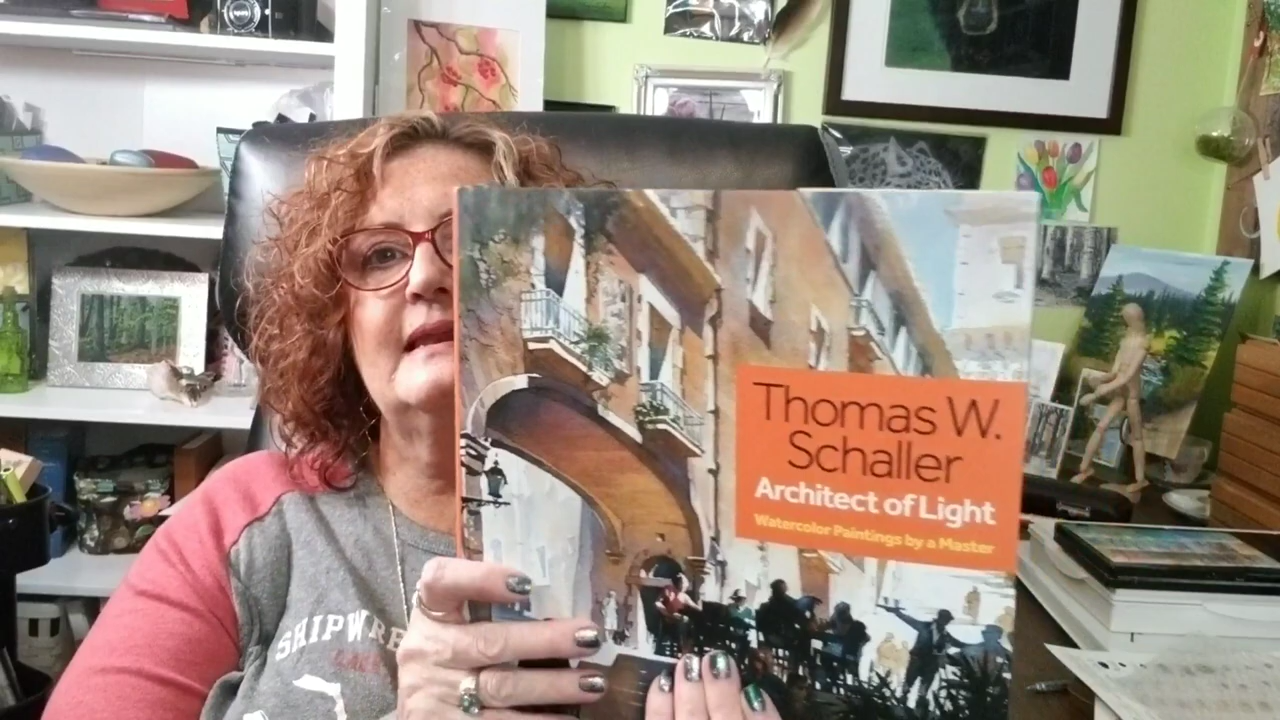 Thomas W.
Schaller
Architect of Light
Watercolor Paintings by a Master
SHIPWRE